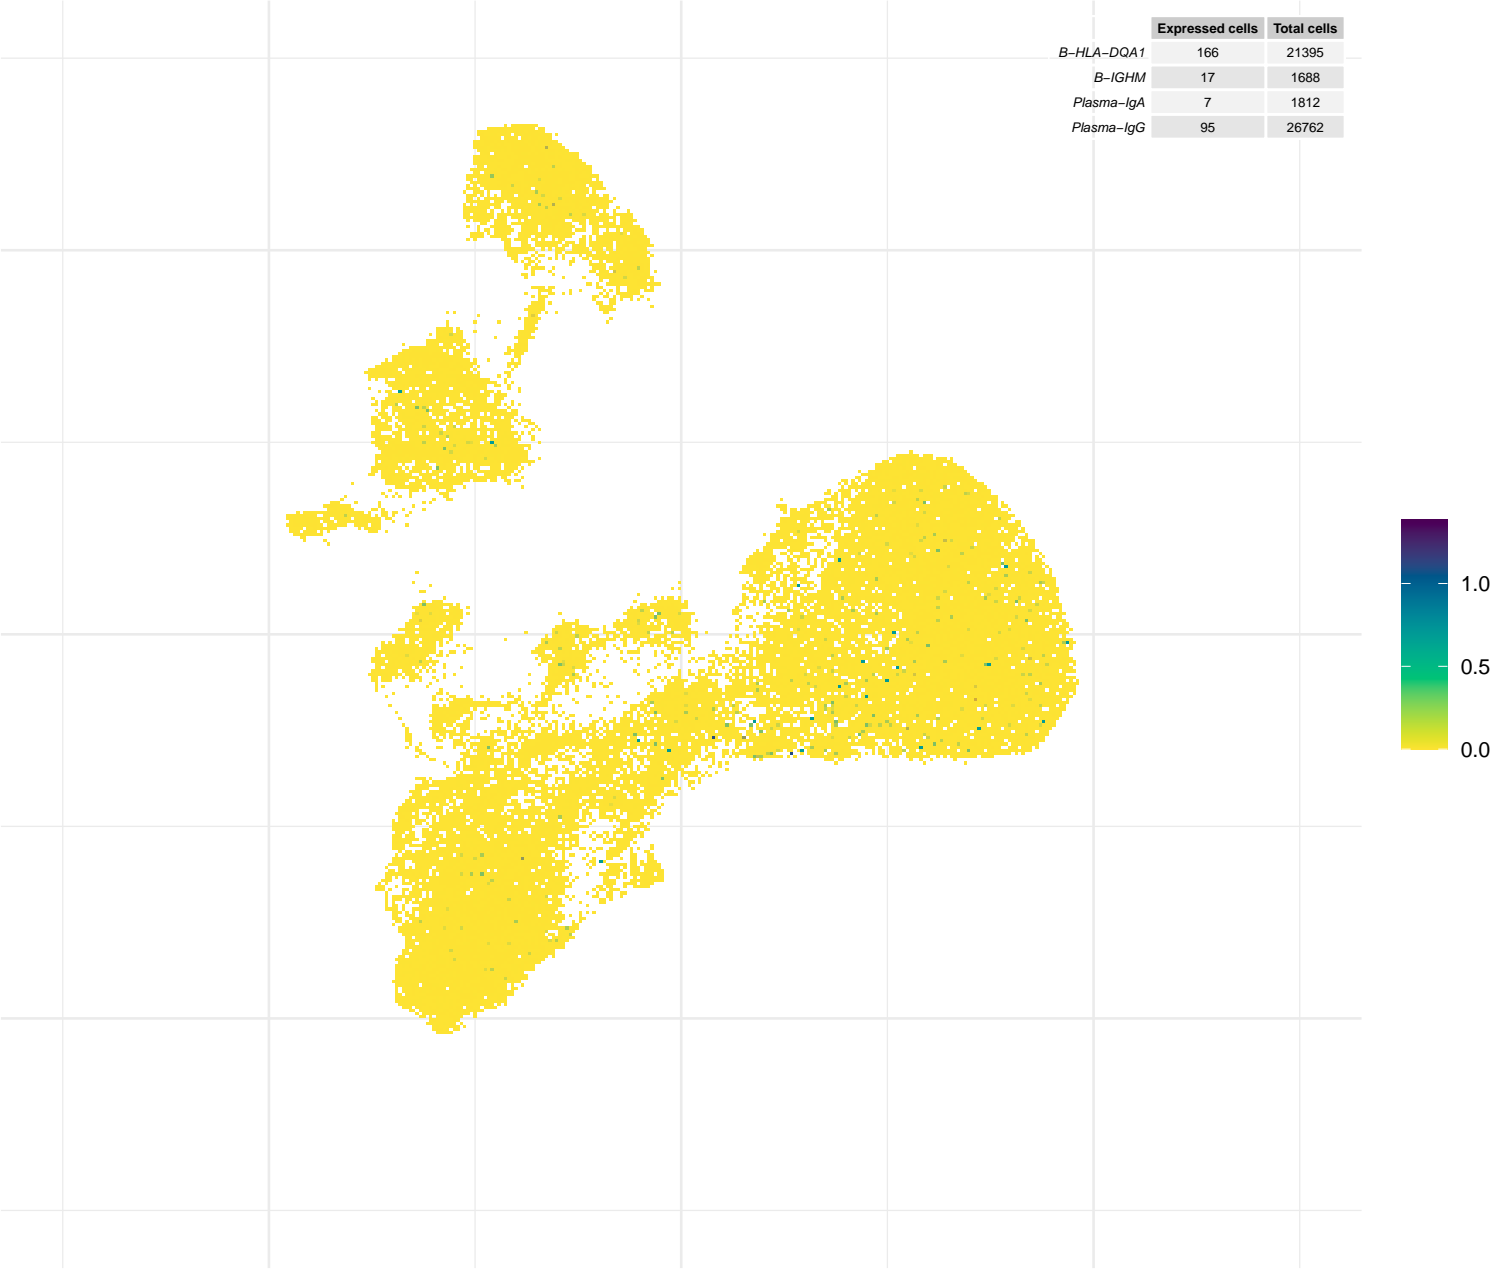 Expressed cells Total cells
B−HLA−DQA1 166 21395
B−IGHM 17 1688
Plasma−IgA 7 1812
Plasma−IgG 95 26762
1.0
0.5
0.0